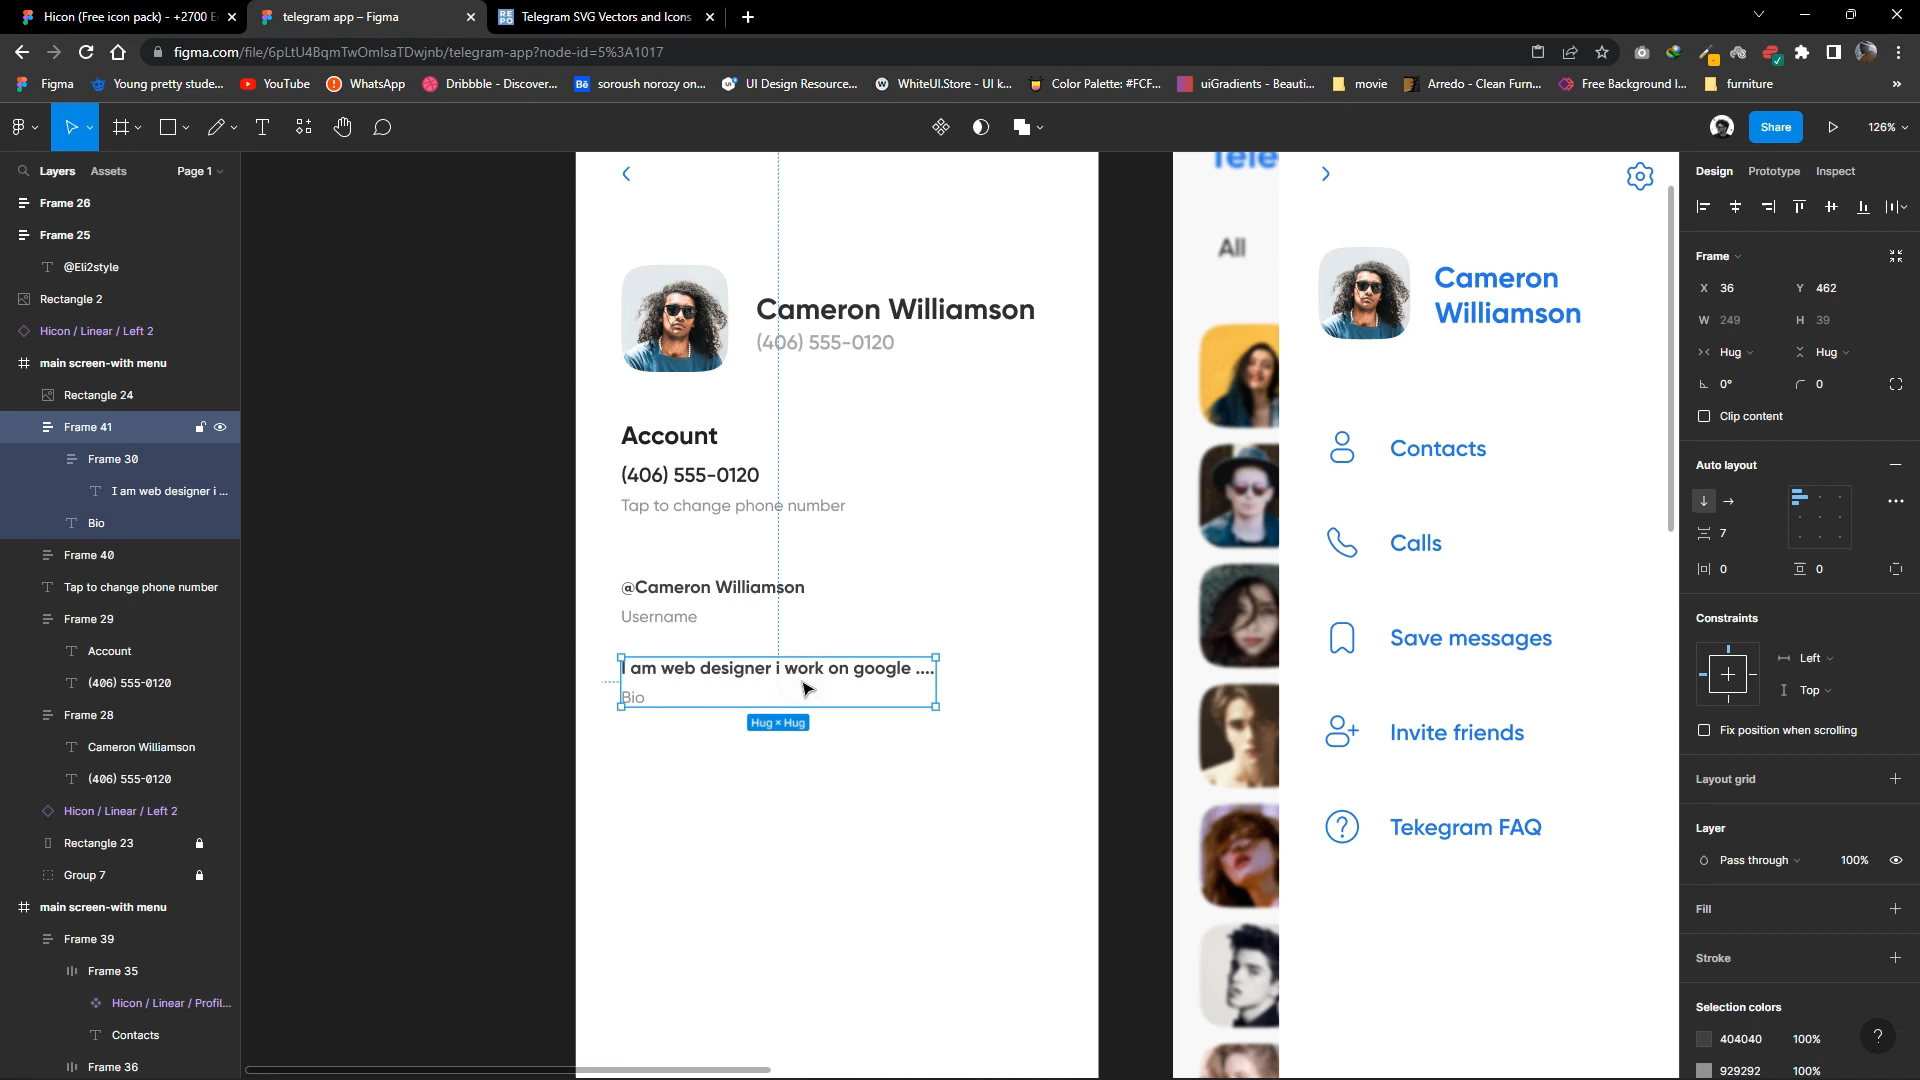 Hicon (Free icon pack) - +2700 E
telegram app – Figma
REPO
Telegram SVG Vectors and Icons
figma.com/file/6pLtU4BqmTwOmIsaTDwjnb/telegram-app?node-id=5%3A1017
Figma
Young pretty stude...
YouTube
WhatsApp
Dribbble - Discover...
Bē
soroush norozy on...
UI Design Resource...
WhiteUI.Store - UI k...
Color Palette: #FCF...
uiGradients - Beauti...
movie
Arredo - Clean Furn...
Free Background I...
furniture
Share
126%
Layers
Assets
Page 1
Frame 26
Frame 25
@Eli2style
Rectangle 2
Hicon / Linear / Left 2
main screen-with menu
Rectangle 24
Frame 41
Frame 30
I am web designer i ...
Bio
Frame 40
Tap to change phone number
Frame 29
Account
(406) 555-0120
Frame 28
Cameron Williamson
(406) 555-0120
Hicon / Linear / Left 2
Rectangle 23
Group 7
main screen-with menu
Frame 39
Frame 35
Hicon / Linear / Profil...
Contacts
Frame 36
Cameron Williamson
(406) 555-0120
Account
(406) 555-0120
Tap to change phone number
@Cameron Williamson
Username
I am web designer i work on google ....
Bio
Hug × Hug
Tele
All
Cameron
Williamson
Contacts
Calls
Save messages
Invite friends
Tekegram FAQ
Design
Prototype
Inspect
Frame
X 36
Y 462
W 249
H 39
Hug
Hug
0°
0
Clip content
Auto layout
7
0
0
Constraints
Left
Top
Fix position when scrolling
Layout grid
Layer
Pass through
100%
Fill
Stroke
Selection colors
404040
100%
929292
100%
?